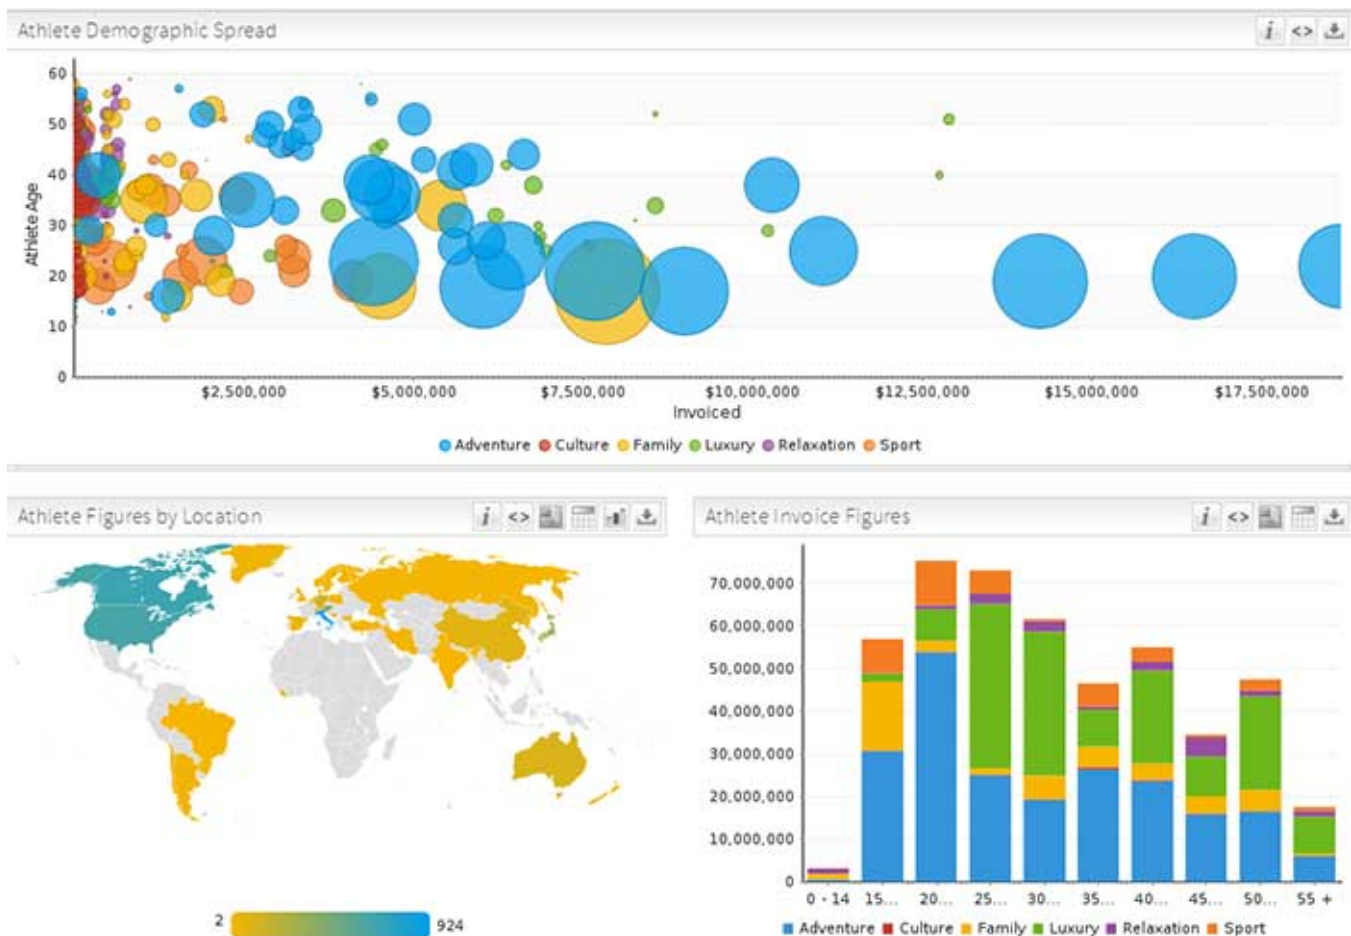 Athlete Demographic Spread
i <>
60
50
40
30
20
10
0
Athlete Age
$2,500,000 $5,000,000 $7,500,000 $10,000,000 $12,500,000 $15,000,000 $17,500,000
Invoiced
Adventure Culture Family Luxury Relaxation Sport
Athlete Figures by Location
i <>
2 924
Athlete Invoice Figures
i <>
70,000,000
60,000,000
50,000,000
40,000,000
30,000,000
20,000,000
10,000,000
0
0 - 14 15... 20... 25... 30... 35... 40... 45... 50... 55 +
Adventure Culture Family Luxury Relaxation Sport